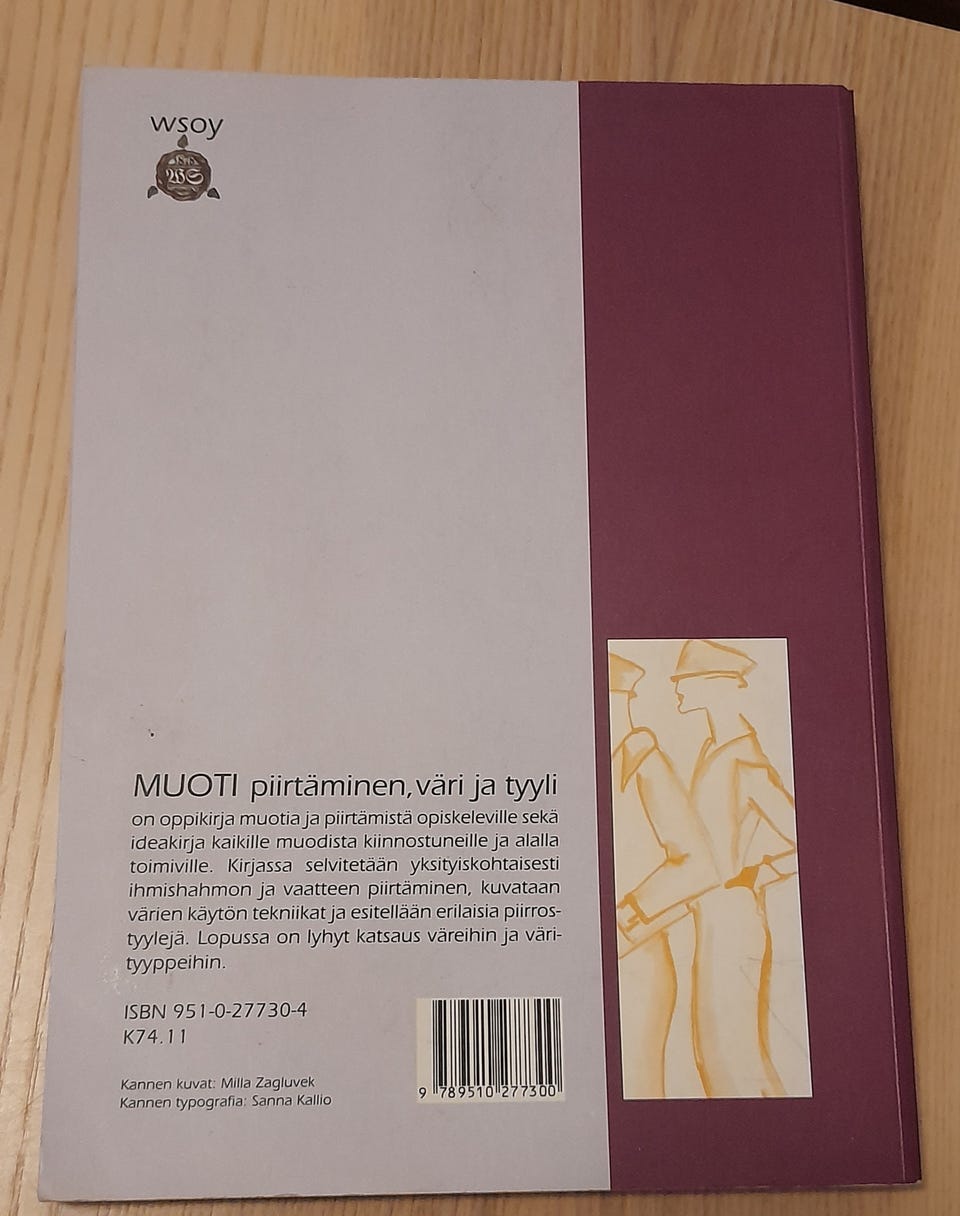 wsoy
1878
WS
MUOTI piirtäminen, väri ja tyyli
on oppikirja muotia ja piirtämistä opiskeleville sekä
ideakirja kaikille muodista kiinnostuneille ja alalla
toimiville. Kirjassa selvitetään yksityiskohtaisesti
ihmishahmon ja vaatteen piirtäminen, kuvataan
värien käytön tekniikat ja esitellään erilaisia piirros-
tyylejä. Lopussa on lyhyt katsaus väreihin ja väri-
tyyppeihin.
ISBN 951-0-27730-4
K74.11
9 789510 277300
Kannen kuvat: Milla Zagluvek
Kannen typografia: Sanna Kallio